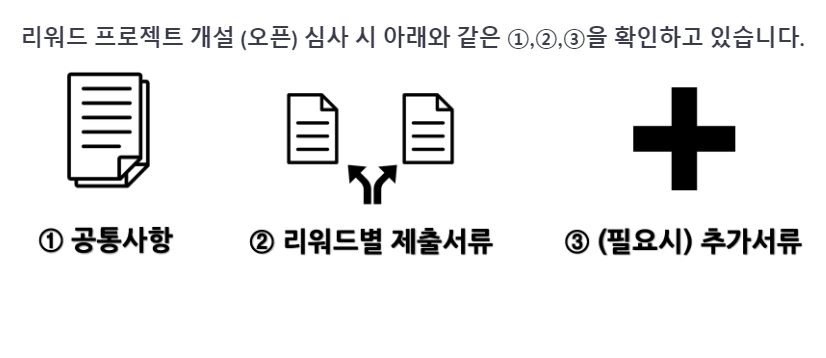 리워드 프로젝트 개설 (오픈) 심사 시 아래와 같은 ①,②,③을 확인하고 있습니다.
① 공통사항
② 리워드별 제출서류
③ (필요시) 추가서류